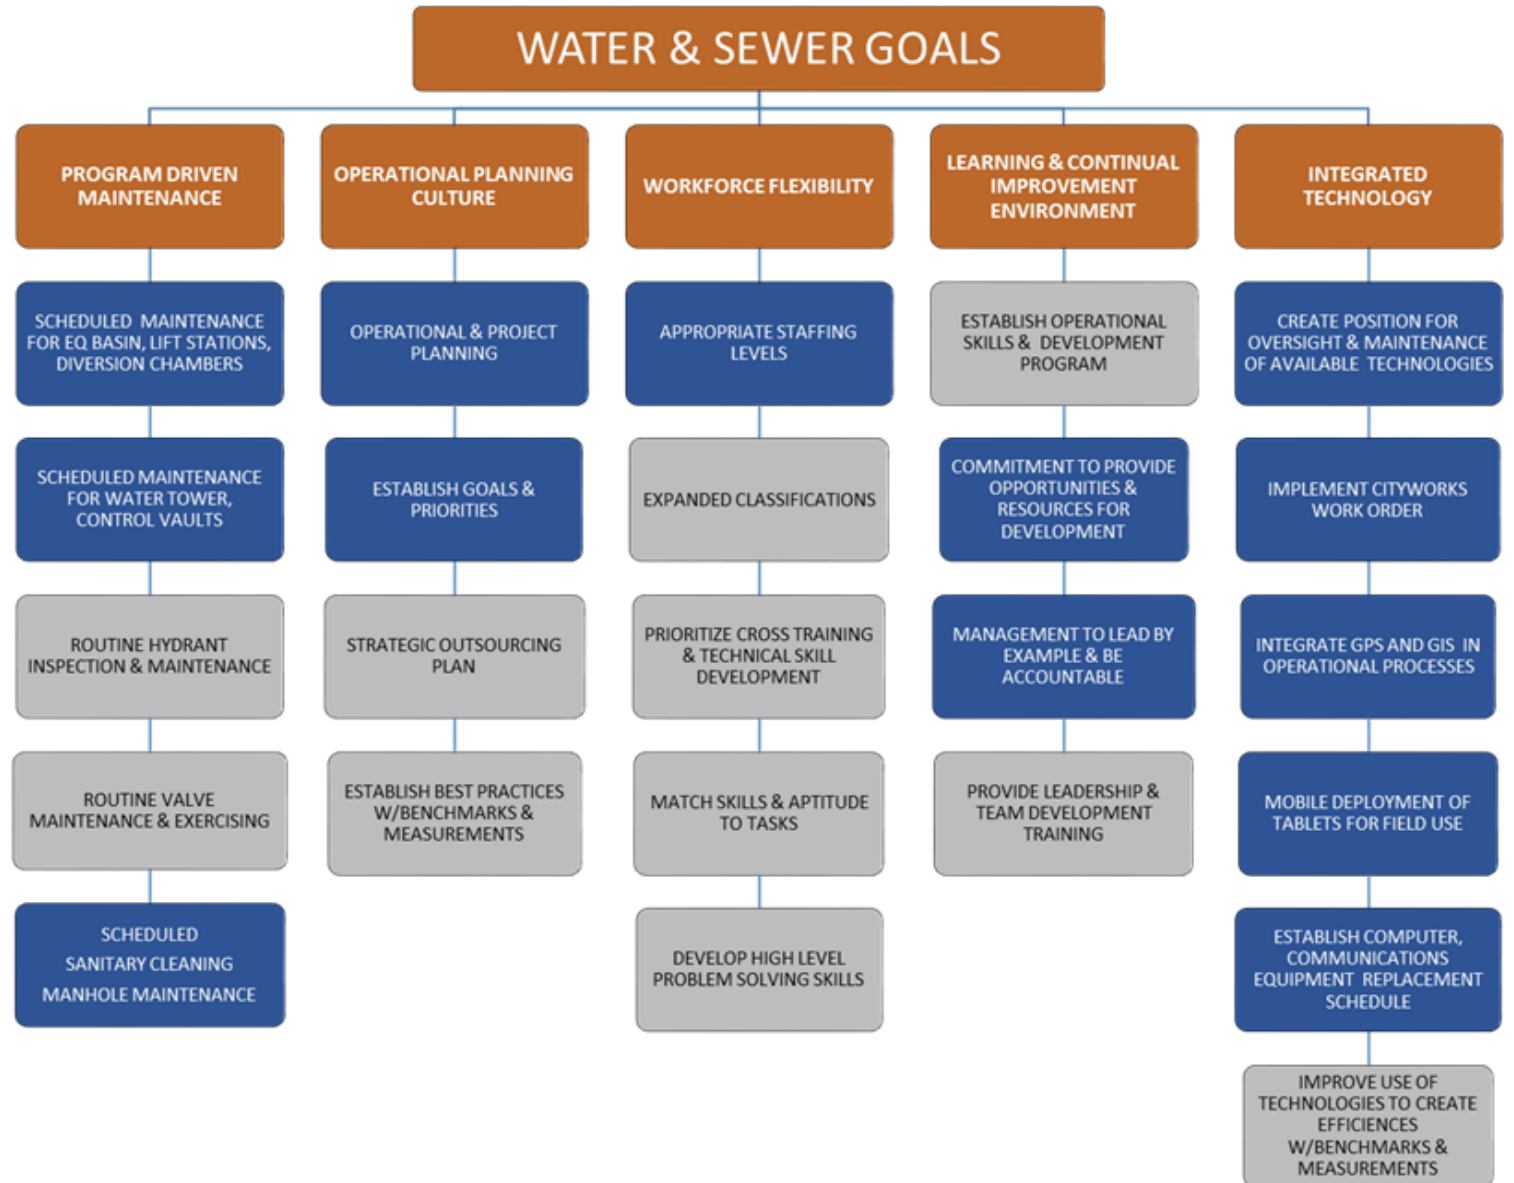 WATER & SEWER GOALS
PROGRAM DRIVEN
MAINTENANCE
SCHEDULED MAINTENANCE
FOR EQ BASIN, LIFT STATIONS,
DIVERSION CHAMBERS
SCHEDULED MAINTENANCE
FOR WATER TOWER,
CONTROL VAULTS
ROUTINE HYDRANT
INSPECTION & MAINTENANCE
ROUTINE VALVE
MAINTENANCE & EXERCISING
SCHEDULED
SANITARY CLEANING
MANHOLE MAINTENANCE
OPERATIONAL PLANNING
CULTURE
OPERATIONAL & PROJECT
PLANNING
ESTABLISH GOALS &
PRIORITIES
STRATEGIC OUTSOURCING
PLAN
ESTABLISH BEST PRACTICES
W/BENCHMARKS &
MEASUREMENTS
WORKFORCE FLEXIBILITY
APPROPRIATE STAFFING
LEVELS
EXPANDED CLASSIFICATIONS
PRIORITIZE CROSS TRAINING
& TECHNICAL SKILL
DEVELOPMENT
MATCH SKILLS & APTITUDE
TO TASKS
DEVELOP HIGH LEVEL
PROBLEM SOLVING SKILLS
LEARNING & CONTINUAL
IMPROVEMENT
ENVIRONMENT
ESTABLISH OPERATIONAL
SKILLS & DEVELOPMENT
PROGRAM
COMMITMENT TO PROVIDE
OPPORTUNITIES &
RESOURCES FOR
DEVELOPMENT
MANAGEMENT TO LEAD BY
EXAMPLE & BE
ACCOUNTABLE
PROVIDE LEADERSHIP &
TEAM DEVELOPMENT
TRAINING
INTEGRATED
TECHNOLOGY
CREATE POSITION FOR
OVERSIGHT & MAINTENANCE
OF AVAILABLE TECHNOLOGIES
IMPLEMENT CITYWORKS
WORK ORDER
INTEGRATE GPS AND GIS IN
OPERATIONAL PROCESSES
MOBILE DEPLOYMENT OF
TABLETS FOR FIELD USE
ESTABLISH COMPUTER,
COMMUNICATIONS
EQUIPMENT REPLACEMENT
SCHEDULE
IMPROVE USE OF
TECHNOLOGIES TO CREATE
EFFICIENCES
W/BENCHMARKS &
MEASUREMENTS